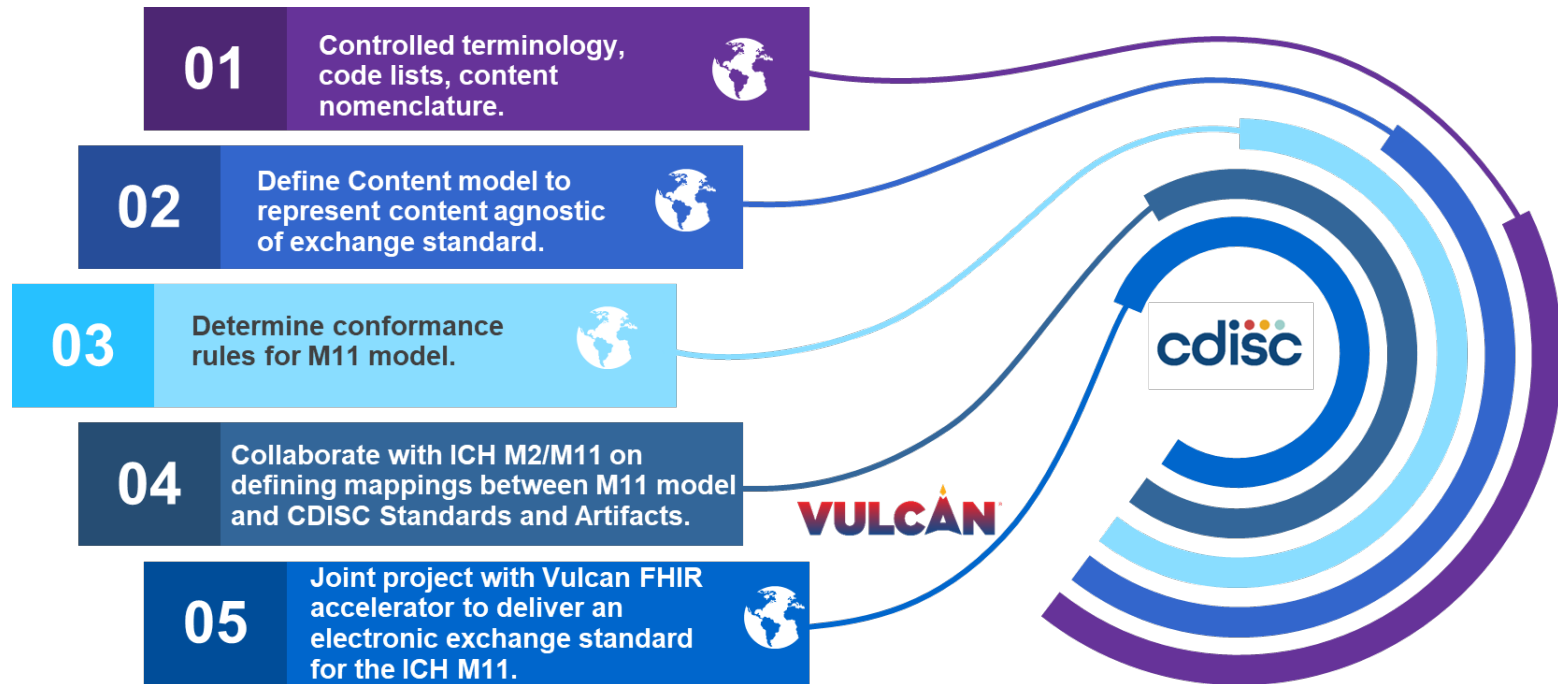 01
Controlled terminology,
code lists, content
nomenclature.
02
Define Content model to
represent content agnostic
of exchange standard.
03
Determine conformance
rules for M11 model.
04
Collaborate with ICH M2/M11 on
defining mappings between M11 model
and CDISC Standards and Artifacts.
05
Joint project with Vulcan FHIR
accelerator to deliver an
electronic exchange standard
for the ICH M11.
VULCAN
cdisc